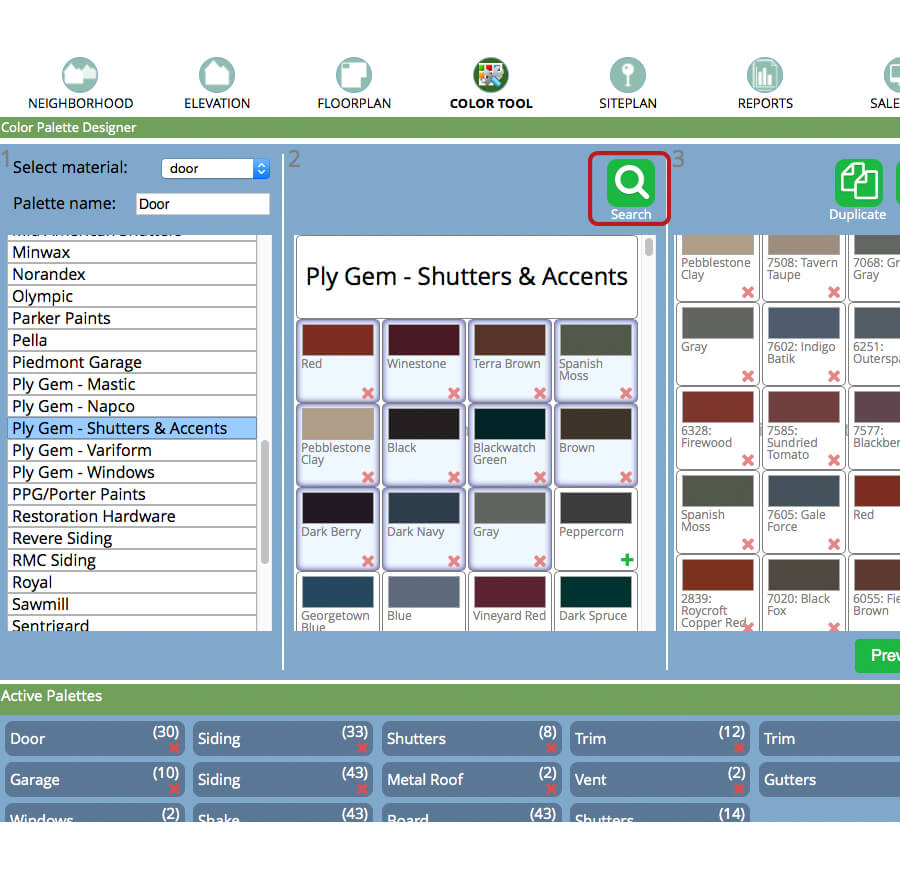 NEIGHBORHOOD
ELEVATION
FLOORPLAN
COLOR TOOL
SITEPLAN
REPORTS
SALE
Color Palette Designer
1
Select material:
door
Palette name:
Door
Minwax
Norandex
Olympic
Parker Paints
Pella
Piedmont Garage
Ply Gem - Mastic
Ply Gem - Napco
Ply Gem - Shutters & Accents
Ply Gem - Variform
Ply Gem - Windows
PPG/Porter Paints
Restoration Hardware
Revere Siding
RMC Siding
Royal
Sawmill
Sentrigard
2
Search
Ply Gem - Shutters & Accents
Red
Winestone
Terra Brown
Spanish
Moss
Pebblestone
Clay
Black
Blackwatch
Green
Brown
Dark Berry
Dark Navy
Gray
Peppercorn
Georgetown
Blue
Blue
Vineyard Red
Dark Spruce
3
Duplicate
Pebblestone
Clay
7508: Tavern
Taupe
7068: Gr
Gray
Gray
7602: Indigo
Batik
6251:
Outerspa
6328:
Firewood
7585:
Sundried
Tomato
7577:
Blackber
Spanish
Moss
7605: Gale
Force
Red
2839:
Roycroft
Copper Red
7020: Black
Fox
6055: Fie
Brown
Prev
Active Palettes
Door (30)
Siding (33)
Shutters (8)
Trim (12)
Trim
Garage (10)
Siding (43)
Metal Roof (2)
Vent (2)
Gutters
Windows (2)
Shake (43)
Board (43)
Shutters (14)